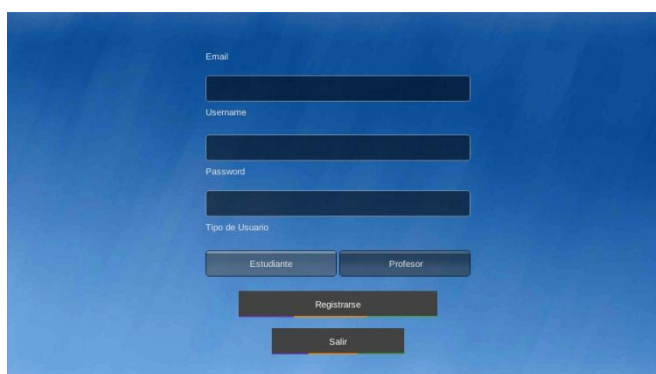 Email
Username
Password
Tipo de Usuario
Estudiante Profesor
Registrarse
Salir